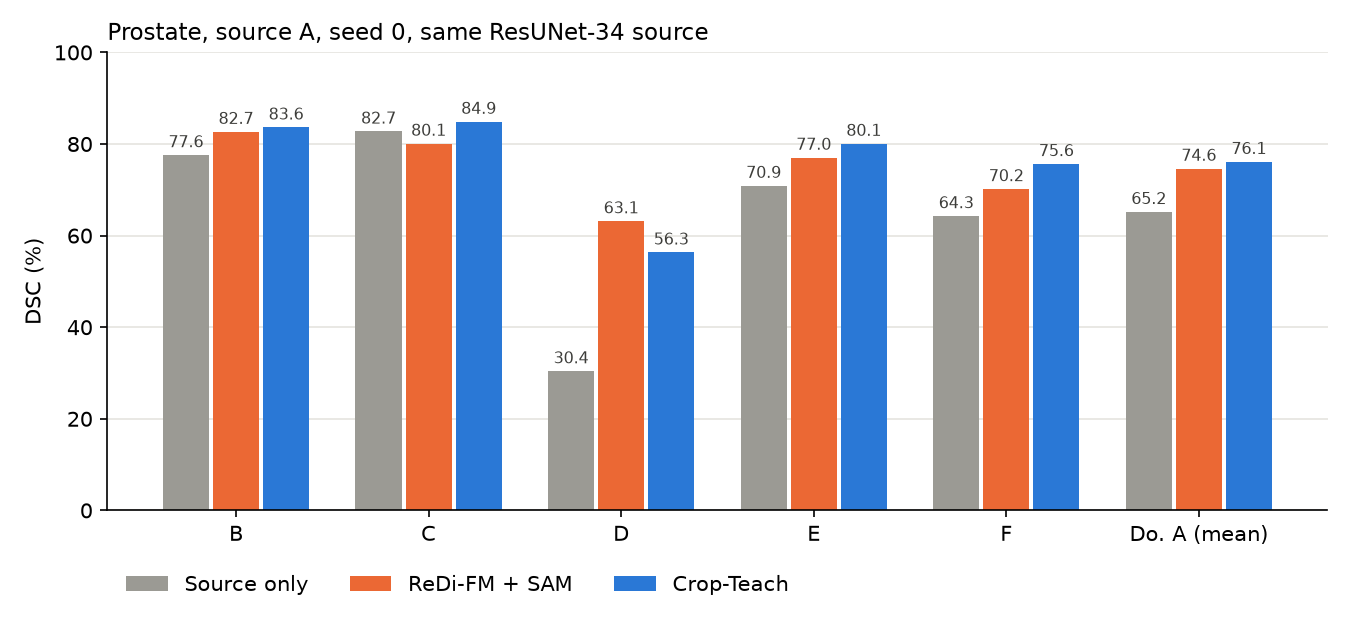 Prostate, source A, seed 0, same ResUNet-34 source
DSC (%)
100
80
60
40
20
0
77.6 82.7 83.6
82.7 80.1 84.9
30.4 63.1 56.3
70.9 77.0 80.1
64.3 70.2 75.6
65.2 74.6 76.1
B C D E F Do. A (mean)
Source only ReDi-FM + SAM Crop-Teach